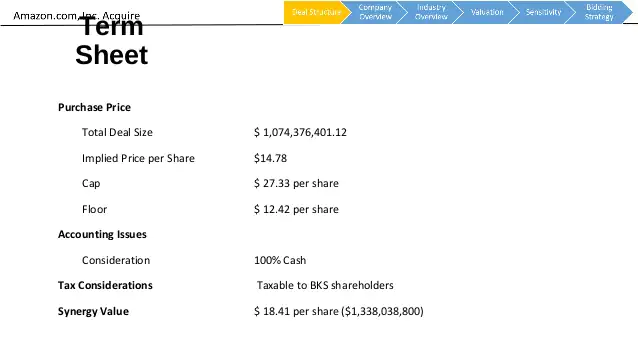 Amazon.com, Inc. Acquire
Deal Structure
Company Overview
Industry Overview
Valuation
Sensitivity
Bidding Strategy
Term
Sheet
Purchase Price
Total Deal Size $ 1,074,376,401.12
Implied Price per Share $14.78
Cap $ 27.33 per share
Floor $ 12.42 per share
Accounting Issues
Consideration 100% Cash
Tax Considerations Taxable to BKS shareholders
Synergy Value $ 18.41 per share ($1,338,038,800)